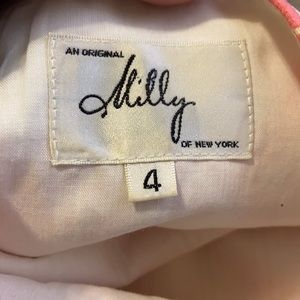 AN ORIGINAL
Milly
OF NEW YORK
4